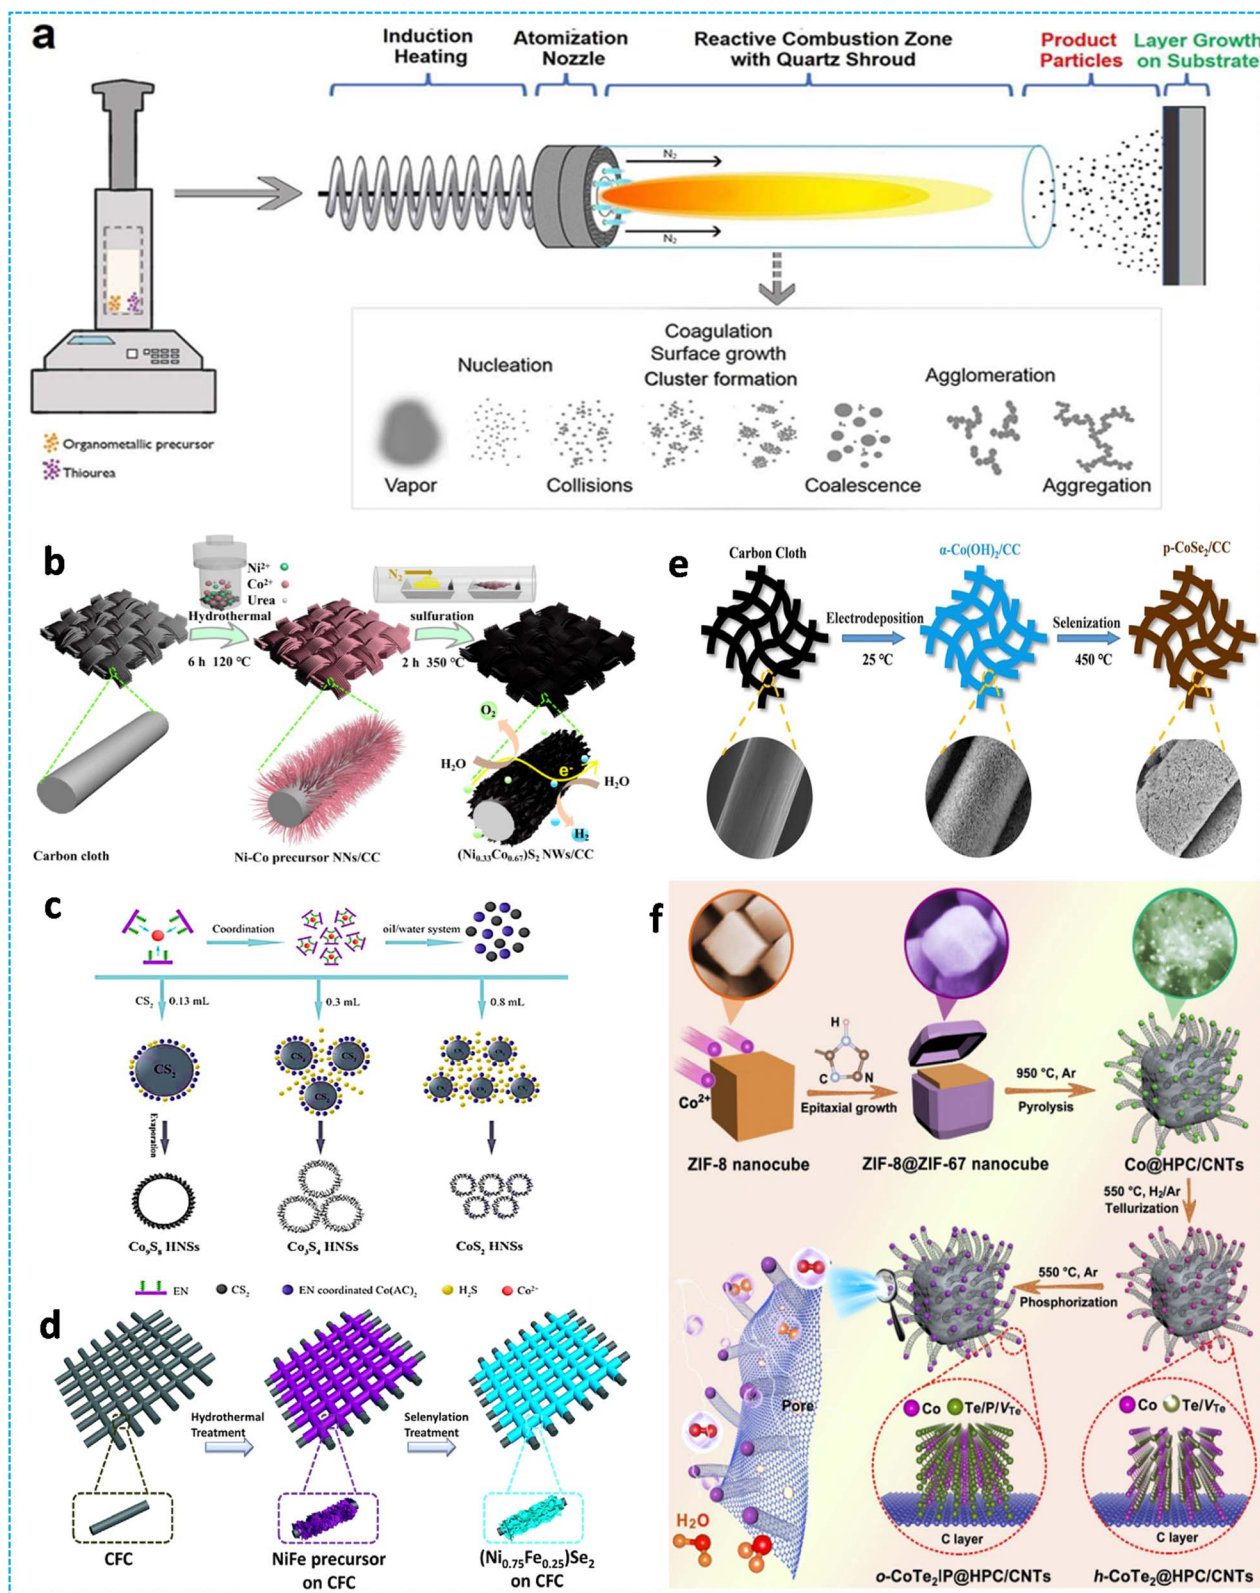 a
Induction
Heating
Atomization
Nozzle
Reactive Combustion Zone
with Quartz Shroud
Product
Particles
Layer Growth
on Substrate
N₂
N₂
Organometallic precursor
Thiourea
Coagulation
Surface growth
Cluster formation
Nucleation
Agglomeration
Vapor
Collisions
Coalescence
Aggregation
b
Ni²⁺
Co²⁺
Urea
Hydrothermal
6 h 120 °C
N₂
sulfuration
2 h 350 °C
O₂
H₂O
e⁻
H₂O
H₂
Carbon cloth
Ni-Co precursor NNs/CC
(Ni₀.₃₃Co₀.₆₇)S₂ NWs/CC
e
Carbon Cloth
α-Co(OH)₂/CC
p-CoSe₂/CC
Electrodeposition
25 °C
Selenization
450 °C
c
Coordination
oil/water system
CS₂
0.13 mL
0.3 mL
0.8 mL
CS₂
CS₂
CS₂
CS₂
Evaperation
Co₉S₈ HNSs
Co₃S₄ HNSs
CoS₂ HNSs
EN
CS₂
EN coordinated Co(AC)₂
H₂S
Co²⁺
d
Hydrothermal
Treatment
Selenylation
Treatment
CFC
NiFe precursor
on CFC
(Ni₀.₇₅Fe₀.₂₅)Se₂
on CFC
f
Co²⁺
H
C
N
Epitaxial growth
950 °C, Ar
Pyrolysis
ZIF-8 nanocube
ZIF-8@ZIF-67 nanocube
Co@HPC/CNTs
550 °C, H₂/Ar
Tellurization
550 °C, Ar
Phosphorization
Pore
H₂O
Co
Te/P/V_Te
C layer
Co
Te/V_Te
C layer
o-CoTe₂|P@HPC/CNTs
h-CoTe₂@HPC/CNTs